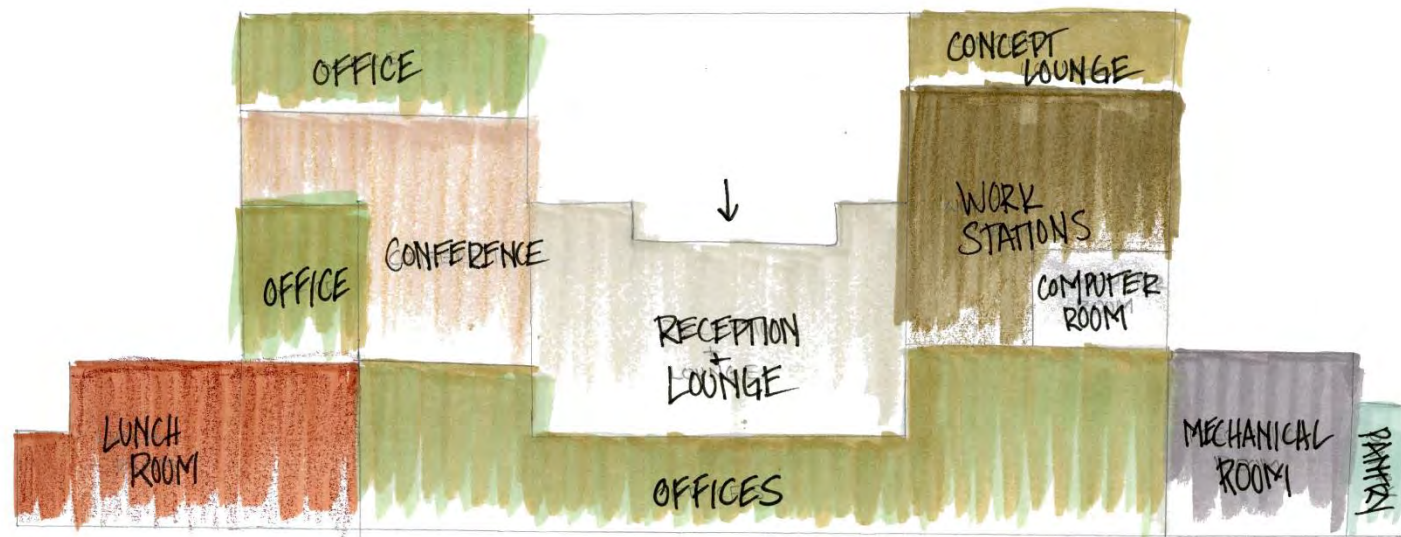 OFFICE
CONCEPT
LOUNGE
WORK
STATIONS
OFFICE
CONFERENCE
COMPUTER
ROOM
RECEPTION
+
LOUNGE
LUNCH
ROOM
OFFICES
MECHANICAL
ROOM
PANTRY